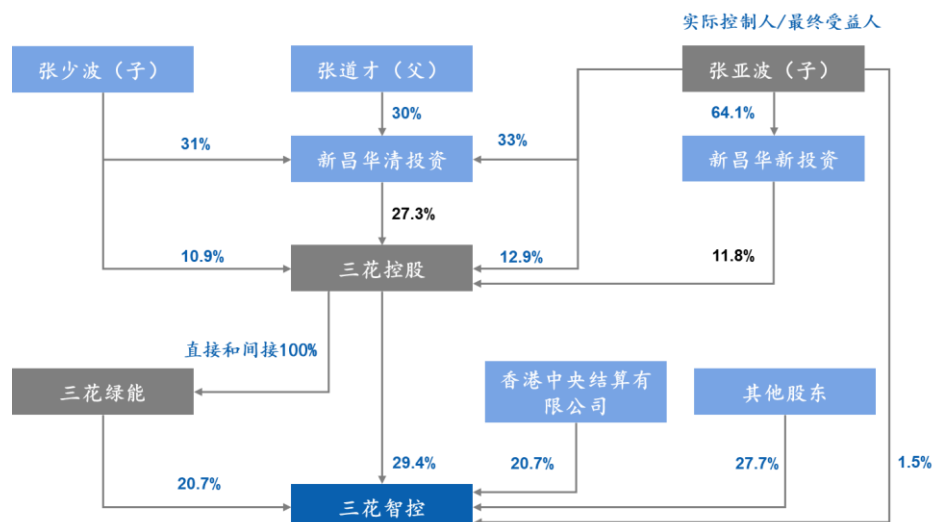 实际控制人/最终受益人
张少波（子）
张道才（父）
张亚波（子）
30%
64.1%
31%
33%
新昌华清投资
新昌华新投资
27.3%
10.9%
12.9%
11.8%
三花控股
直接和间接100%
三花绿能
香港中央结算有
限公司
其他股东
29.4%
20.7%
27.7%
1.5%
20.7%
三花智控